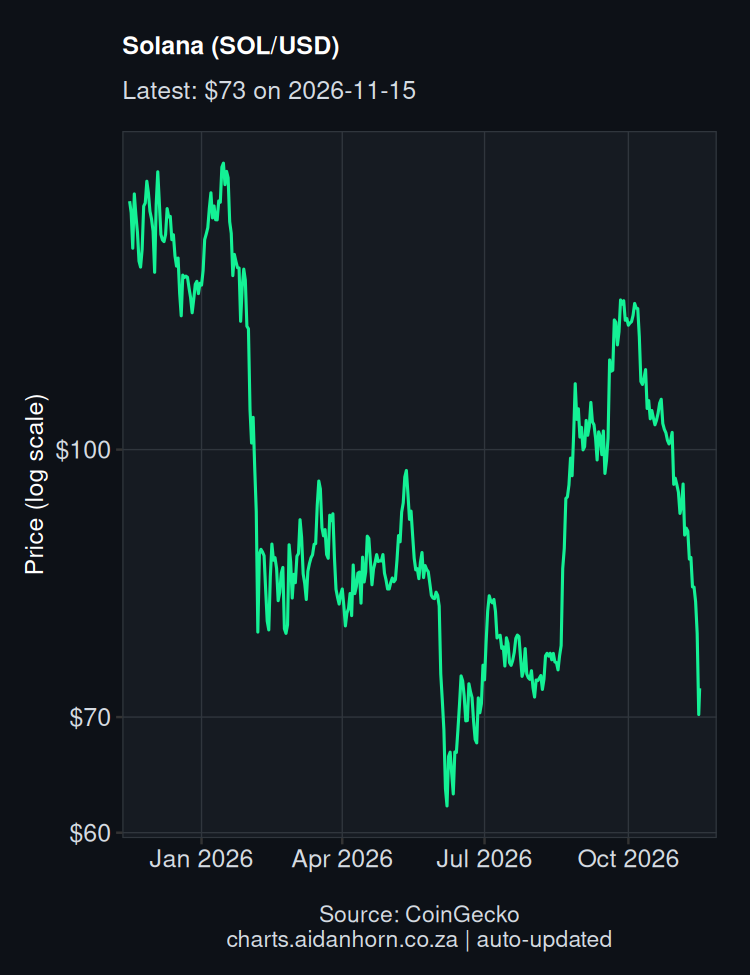 Solana (SOL/USD)
Latest: $73 on 2026-11-15
Price (log scale)
$100
$70
$60
Jan 2026
Apr 2026
Jul 2026
Oct 2026
Source: CoinGecko
charts.aidanhorn.co.za | auto-updated